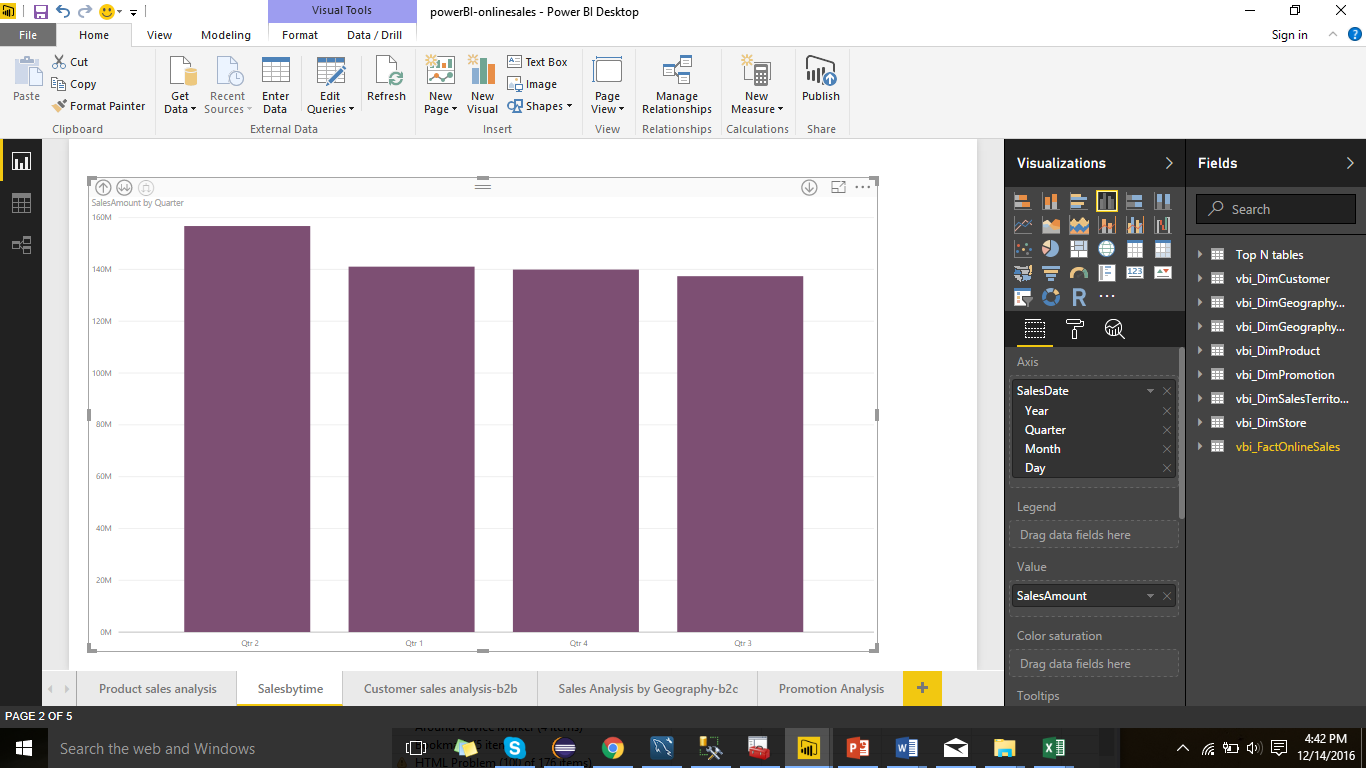 Visual Tools
powerBI-onlinesales - Power BI Desktop
File
Home
View
Modeling
Format
Data / Drill
Sign in
Paste
Cut
Copy
Format Painter
Clipboard
Get Data
Recent Sources
Enter Data
Edit Queries
Refresh
External Data
New Page
New Visual
Text Box
Image
Shapes
Insert
Page View
View
Manage Relationships
Relationships
New Measure
Calculations
Publish
Share
SalesAmount by Quarter
160M
140M
120M
100M
80M
60M
40M
20M
0M
Qtr 2
Qtr 1
Qtr 4
Qtr 3
Visualizations
R
123
Axis
SalesDate
Year
Quarter
Month
Day
Legend
Drag data fields here
Value
SalesAmount
Color saturation
Drag data fields here
Tooltips
Fields
Search
Top N tables
vbi_DimCustomer
vbi_DimGeography...
vbi_DimGeography...
vbi_DimProduct
vbi_DimPromotion
vbi_DimSalesTerrito...
vbi_DimStore
vbi_FactOnlineSales
Product sales analysis
Salesbytime
Customer sales analysis-b2b
Sales Analysis by Geography-b2c
Promotion Analysis
PAGE 2 OF 5
Search the web and Windows
HTML Problem (100 of 176 items)
4:42 PM
12/14/2016